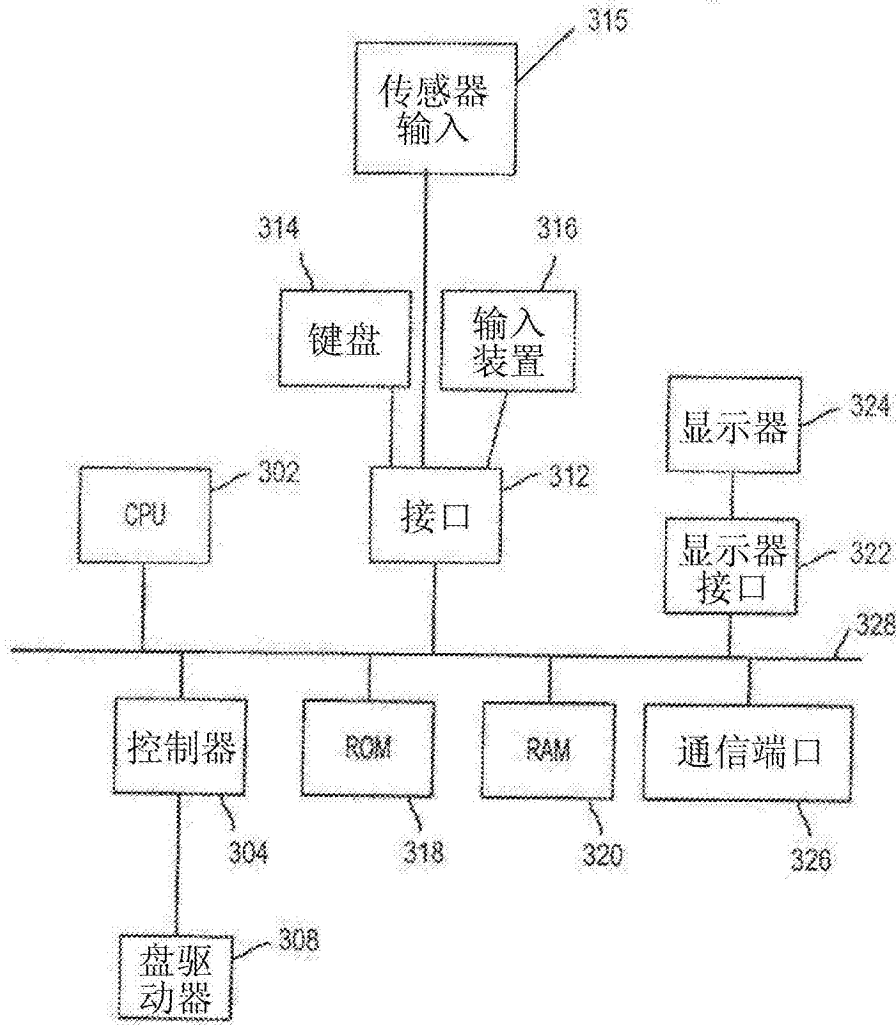 315
传感器
输入
314
316
键盘
输入
装置
324
显示器
302
312
CPU
接口
显示器
接口
322
328
控制器
ROM
RAM
通信端口
304
318
320
326
308
盘驱
动器